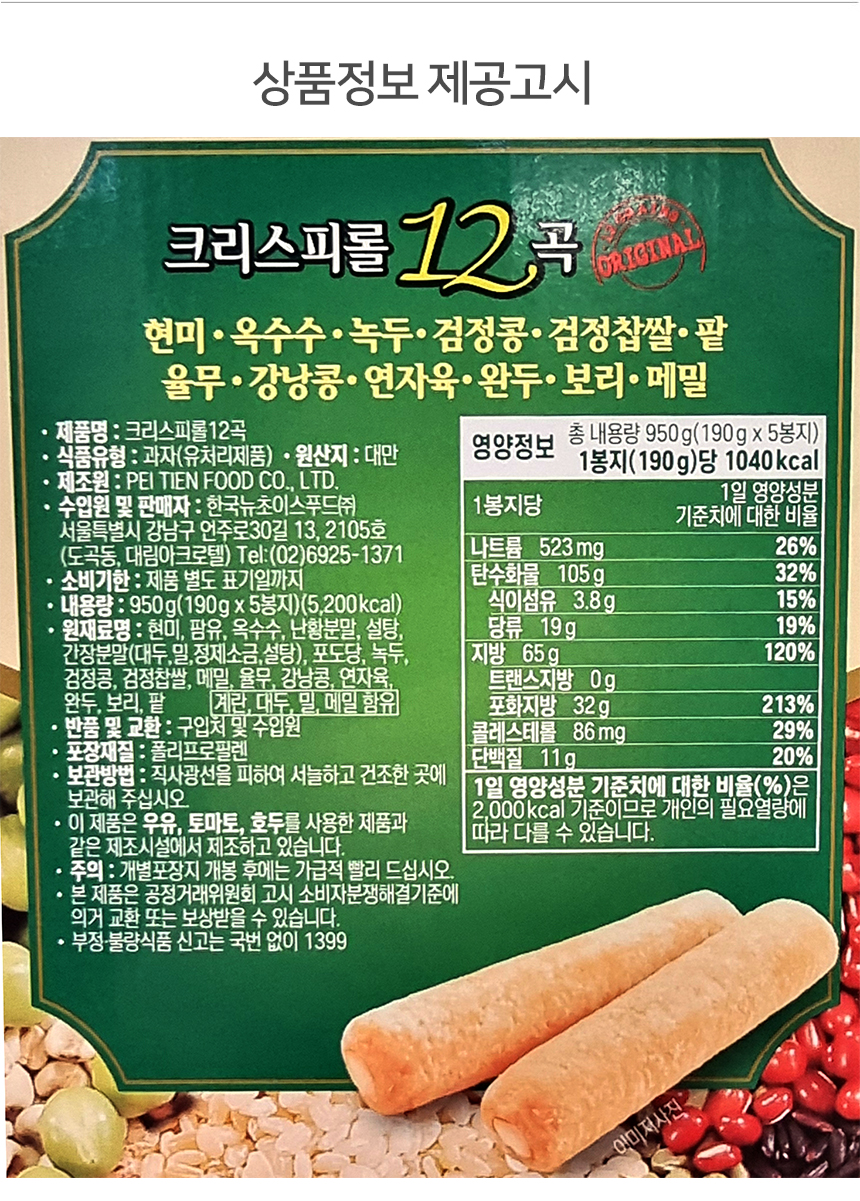 상품정보 제공고시
크리스피롤 12곡
ORIGINAL
현미·옥수수·녹두·검정콩·검정찹쌀·팥
율무·강낭콩·연자육·완두·보리·메밀
· 제품명 : 크리스피롤12곡
· 식품유형 : 과자(유처리제품) · 원산지 : 대만
· 제조원 : PEI TIEN FOOD CO., LTD.
· 수입원 및 판매자 : 한국뉴초이스푸드㈜
서울특별시 강남구 언주로30길 13, 2105호
(도곡동, 대림아크로텔) Tel:(02)6925-1371
· 소비기한 : 제품 별도 표기일까지
· 내용량 : 950g(190g x 5봉지)(5,200kcal)
· 원재료명 : 현미, 팜유, 옥수수, 난황분말, 설탕,
간장분말(대두,밀,정제소금,설탕), 포도당, 녹두,
검정콩, 검정찹쌀, 메밀, 율무, 강낭콩, 연자육,
완두, 보리, 팥 계란, 대두, 밀, 메밀 함유
· 반품 및 교환 : 구입처 및 수입원
· 포장재질 : 폴리프로필렌
· 보관방법 : 직사광선을 피하여 서늘하고 건조한 곳에
보관해 주십시오.
· 이 제품은 우유, 토마토, 호두를 사용한 제품과
같은 제조시설에서 제조하고 있습니다.
· 주의 : 개별포장지 개봉 후에는 가급적 빨리 드십시오.
· 본 제품은 공정거래위원회 고시 소비자분쟁해결기준에
의거 교환 또는 보상받을 수 있습니다.
· 부정·불량식품 신고는 국번 없이 1399
영양정보 총 내용량 950g(190g x 5봉지)
1봉지(190g)당 1040kcal
1봉지당 1일 영양성분
기준치에 대한 비율
나트륨 523mg 26%
탄수화물 105g 32%
식이섬유 3.8g 15%
당류 19g 19%
지방 65g 120%
트랜스지방 0g
포화지방 32g 213%
콜레스테롤 86mg 29%
단백질 11g 20%
1일 영양성분 기준치에 대한 비율(%)은
2,000kcal 기준이므로 개인의 필요열량에
따라 다를 수 있습니다.
이미지사진